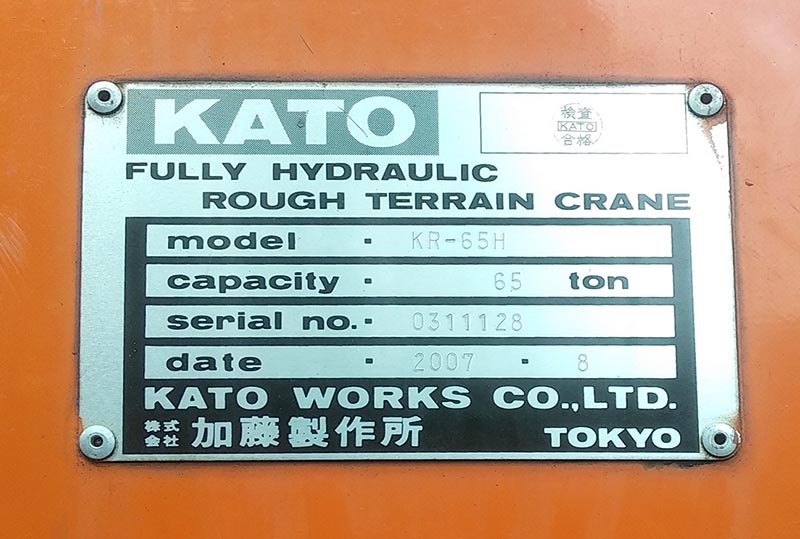 KATO
検査
KATO
合格
FULLY HYDRAULIC
ROUGH TERRAIN CRANE
model - KR-65H
capacity - 65 ton
serial no. - 0311128
date - 2007 - 8
KATO WORKS CO.,LTD.
株式会社 加藤製作所 TOKYO